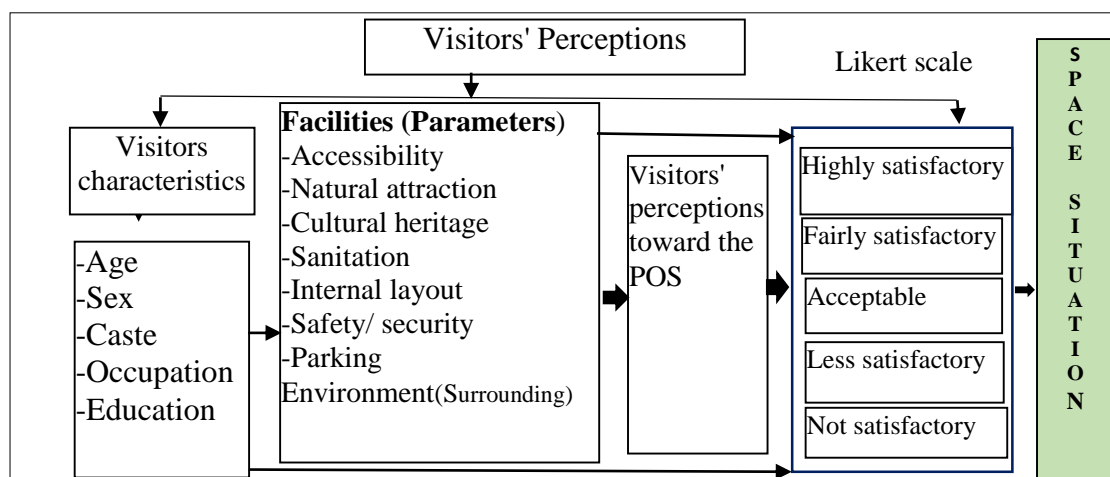 Visitors' Perceptions
Likert scale
Visitors
characteristics
-Age
-Sex
-Caste
-Occupation
-Education
Facilities (Parameters)
-Accessibility
-Natural attraction
-Cultural heritage
-Sanitation
-Internal layout
-Safety/ security
-Parking
Environment(Surrounding)
Visitors'
perceptions
toward the
POS
Highly satisfactory
Fairly satisfactory
Acceptable
Less satisfactory
Not satisfactory
SPACE SITUATION